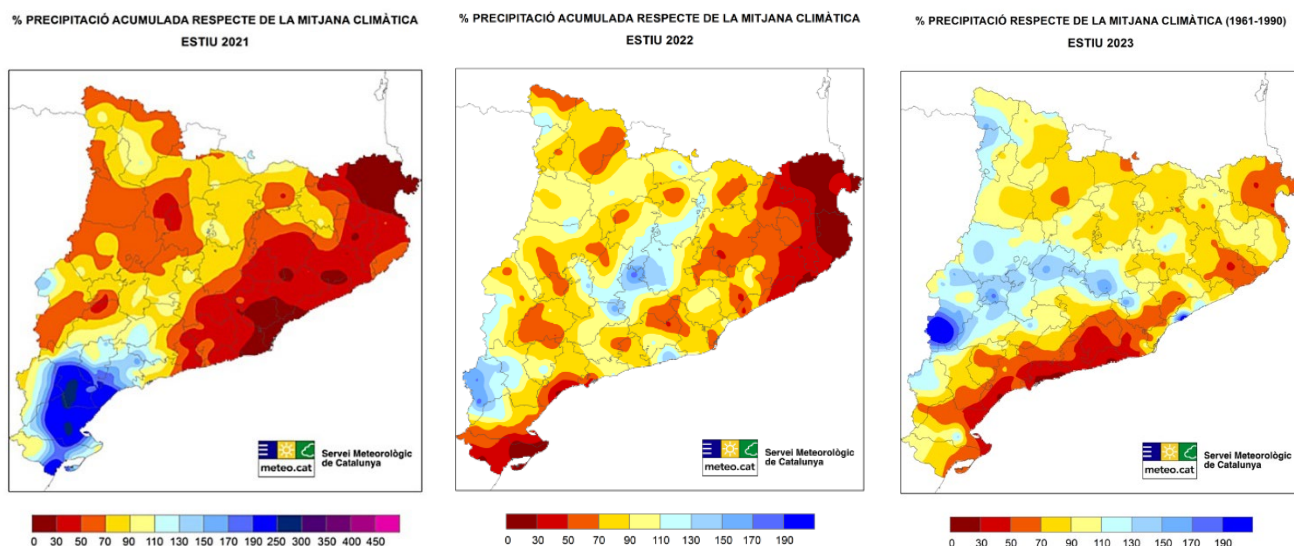 % PRECIPITACIÓ ACUMULADA RESPECTE DE LA MITJANA CLIMÀTICA
ESTIU 2021
meteo.cat
Servei Meteorològic
de Catalunya
0 30 50 70 90 110 130 150 170 190 250 300 350 400 450
% PRECIPITACIÓ ACUMULADA RESPECTE DE LA MITJANA CLIMÀTICA
ESTIU 2022
meteo.cat
Servei Meteorològic
de Catalunya
0 30 50 70 90 110 130 150 170 190
% PRECIPITACIÓ RESPECTE DE LA MITJANA CLIMÀTICA (1961-1990)
ESTIU 2023
meteo.cat
Servei Meteorològic
de Catalunya
0 30 50 70 90 110 130 150 170 190